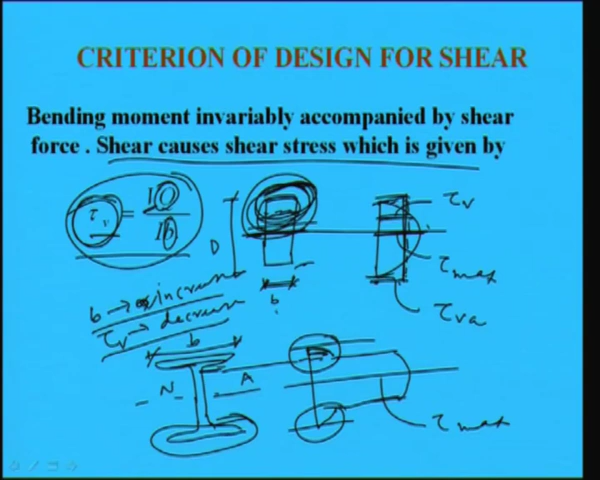 CRITERION OF DESIGN FOR SHEAR
Bending moment invariably accompanied by shear
force . Shear causes shear stress which is given by
τv =
τv
D
τmax
b
τva
b → increase
τv → decrease
b
N
A
τmax